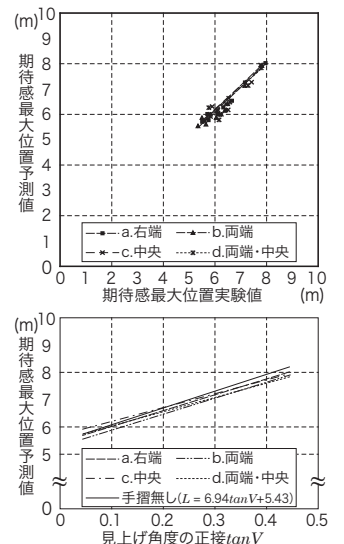 (m)10
9
8
7
6
5
4
3
2
1
0
期待感最大位置予測値
a.右端 b.両端
c.中央 d.両端・中央
0 1 2 3 4 5 6 7 8 9 10
期待感最大位置実験値 (m)
(m)10
9
8
7
6
5
0
期待感最大位置予測値
a.右端 b.両端
c.中央 d.両端・中央
手摺無し(L = 6.94tanV+5.43)
0 0.1 0.2 0.3 0.4 0.5
見上げ角度の正接tanV